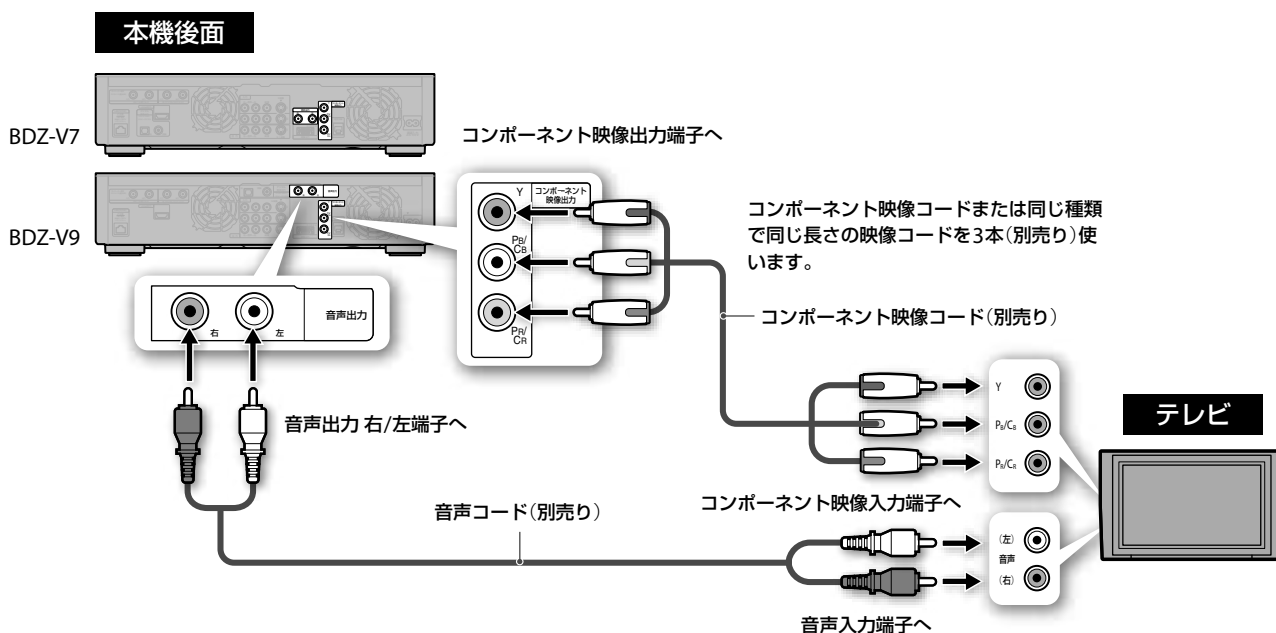 本機後面
BDZ-V7
BDZ-V9
コンポーネント映像出力端子へ
Y
コンポーネント
映像出力
PB/
CB
PR/
CR
コンポーネント映像コードまたは同じ種類
で同じ長さの映像コードを3本（別売り）使
います。
コンポーネント映像コード（別売り）
右
左
音声出力
音声出力 右/左端子へ
Y
PB/CB
PR/CR
テレビ
コンポーネント映像入力端子へ
音声コード（別売り）
（左）
音声
（右）
音声入力端子へ